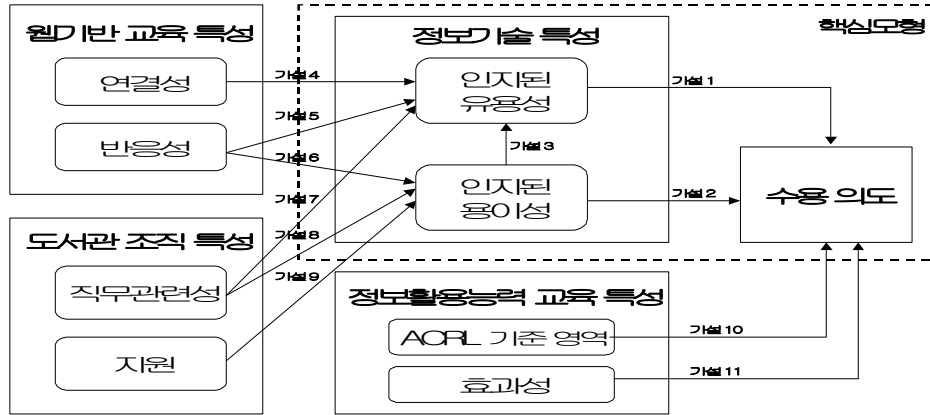 웹기반 교육 특성
연결성
반응성
도서관 조직 특성
직무관련성
지원
가설4
가설5
가설6
가설7
가설8
가설9
핵심모형
정보기술 특성
인지된
유용성
가설3
인지된
용이성
가설1
가설2
수용 의도
정보활용능력 교육 특성
ACRL 기준 영역
효과성
가설10
가설11